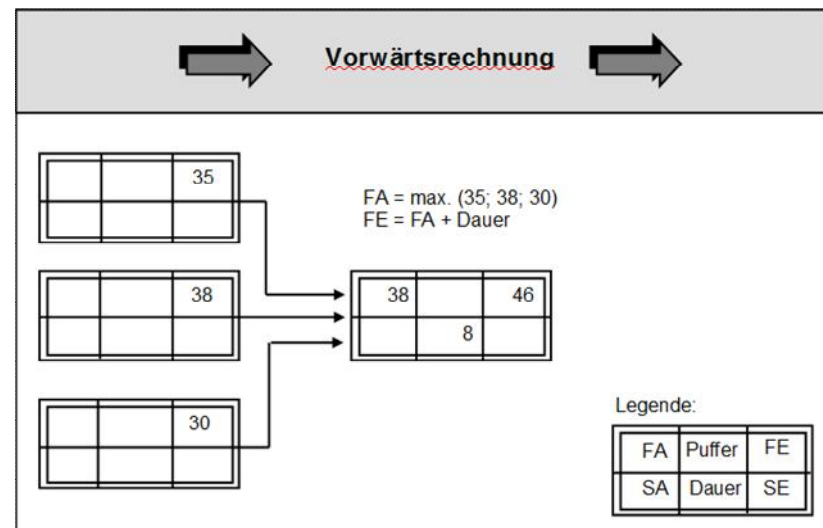 Vorwärtsrechnung
35
FA = max. (35; 38; 30)
FE = FA + Dauer
38
38 46
8
30
Legende:
FA Puffer FE
SA Dauer SE